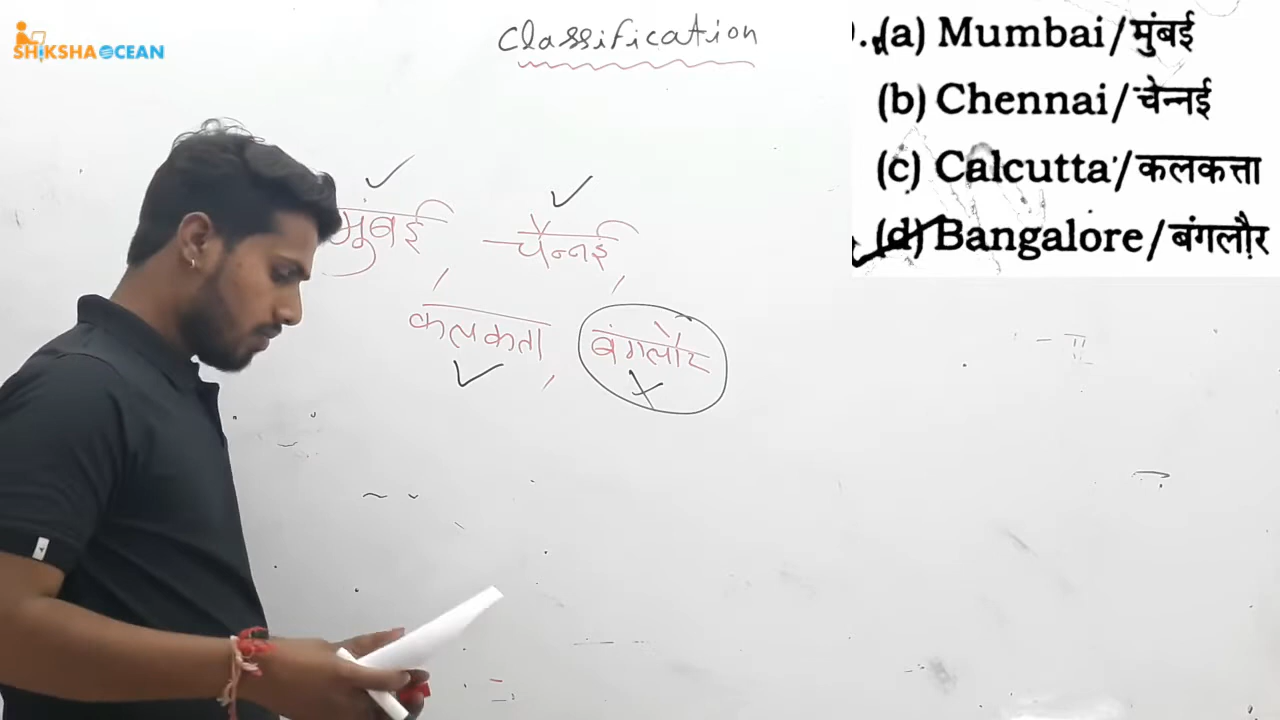 SHIKSHA OCEAN
Classification
मुंबई चैन्नई
कलकता बंगलौर
(a) Mumbai/मुंबई
(b) Chennai/चेन्नई
(c) Calcutta/कलकत्ता
(d) Bangalore/बंगलौर